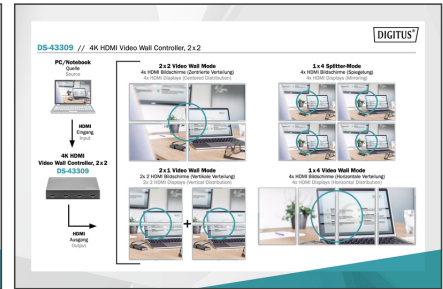 DIGITUS®
DS-43309 // 4K HDMI Video Wall Controller, 2x2
PC/Notebook
Quelle
Source
HDMI
Eingang
Input
4K HDMI
Video Wall Controller, 2x2
DS-43309
HDMI
Ausgang
Output
2x2 Video Wall Mode
4x HDMI Bildschirme (Zentrierte Verteilung)
4x HDMI Displays (Centered Distribution)
1x4 Splitter-Mode
4x HDMI Bildschirme (Spiegelung)
4x HDMI Displays (Mirroring)
2x1 Video Wall Mode
2x 2 HDMI Bildschirme (Vertikale Verteilung)
2x 2 HDMI Displays (Vertical Distribution)
+
1x4 Video Wall Mode
4x HDMI Bildschirme (Horizontale Verteilung)
4x HDMI Displays (Horizontal Distribution)